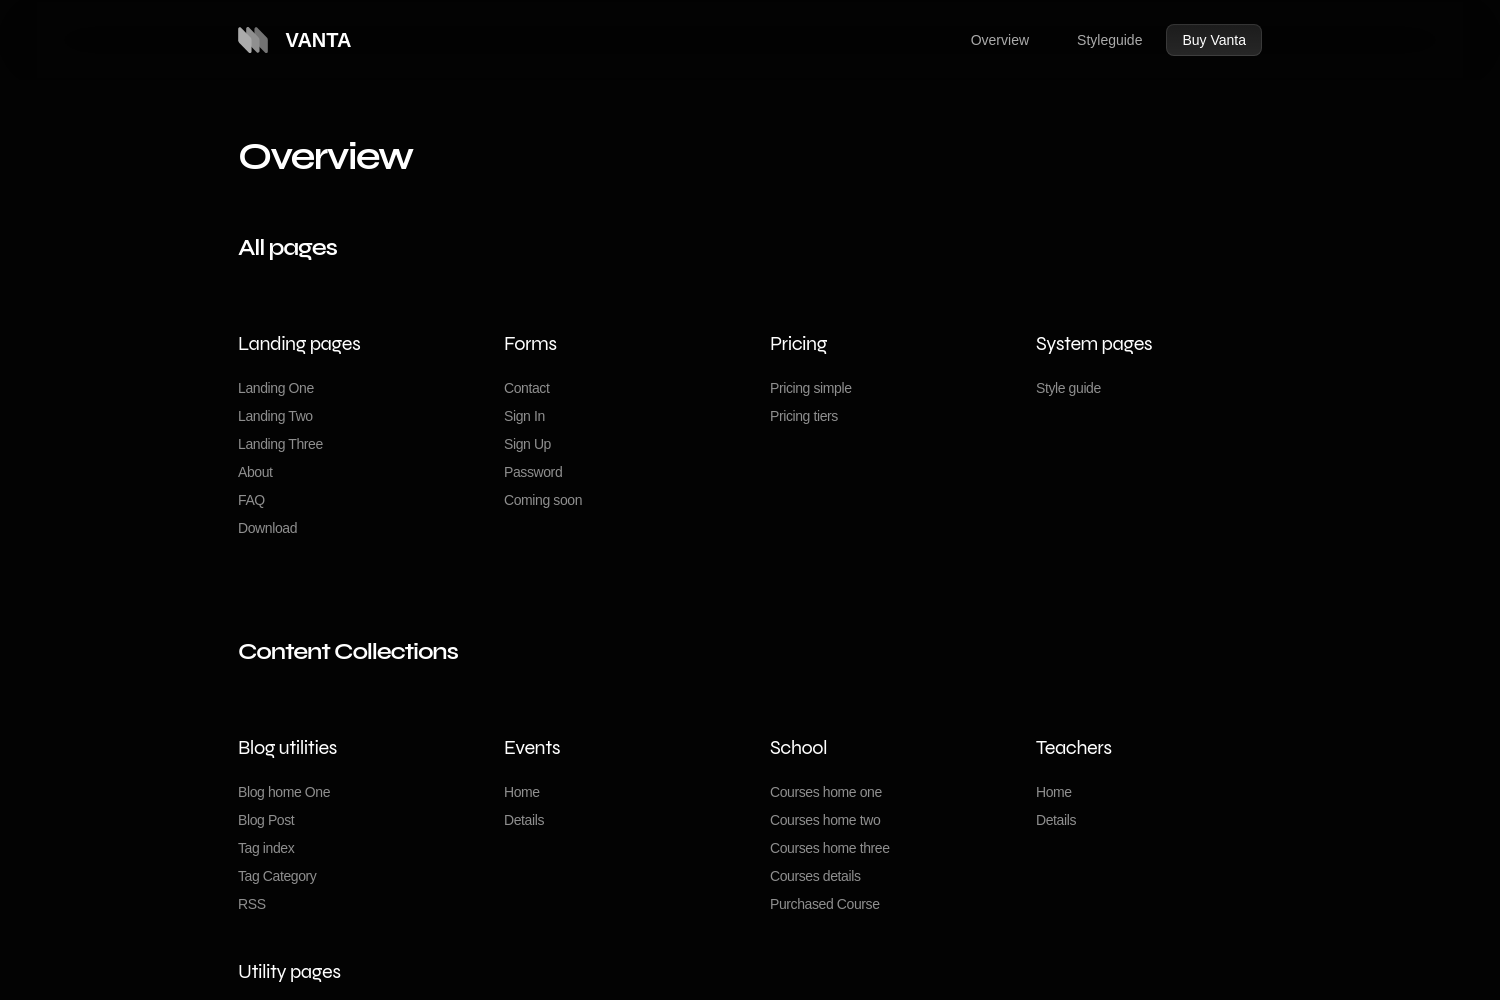 VANTA
Overview
Styleguide
Buy Vanta
Overview
All pages
Landing pages
Landing One
Landing Two
Landing Three
About
FAQ
Download
Forms
Contact
Sign In
Sign Up
Password
Coming soon
Pricing
Pricing simple
Pricing tiers
System pages
Style guide
Content Collections
Blog utilities
Blog home One
Blog Post
Tag index
Tag Category
RSS
Events
Home
Details
School
Courses home one
Courses home two
Courses home three
Courses details
Purchased Course
Teachers
Home
Details
Utility pages